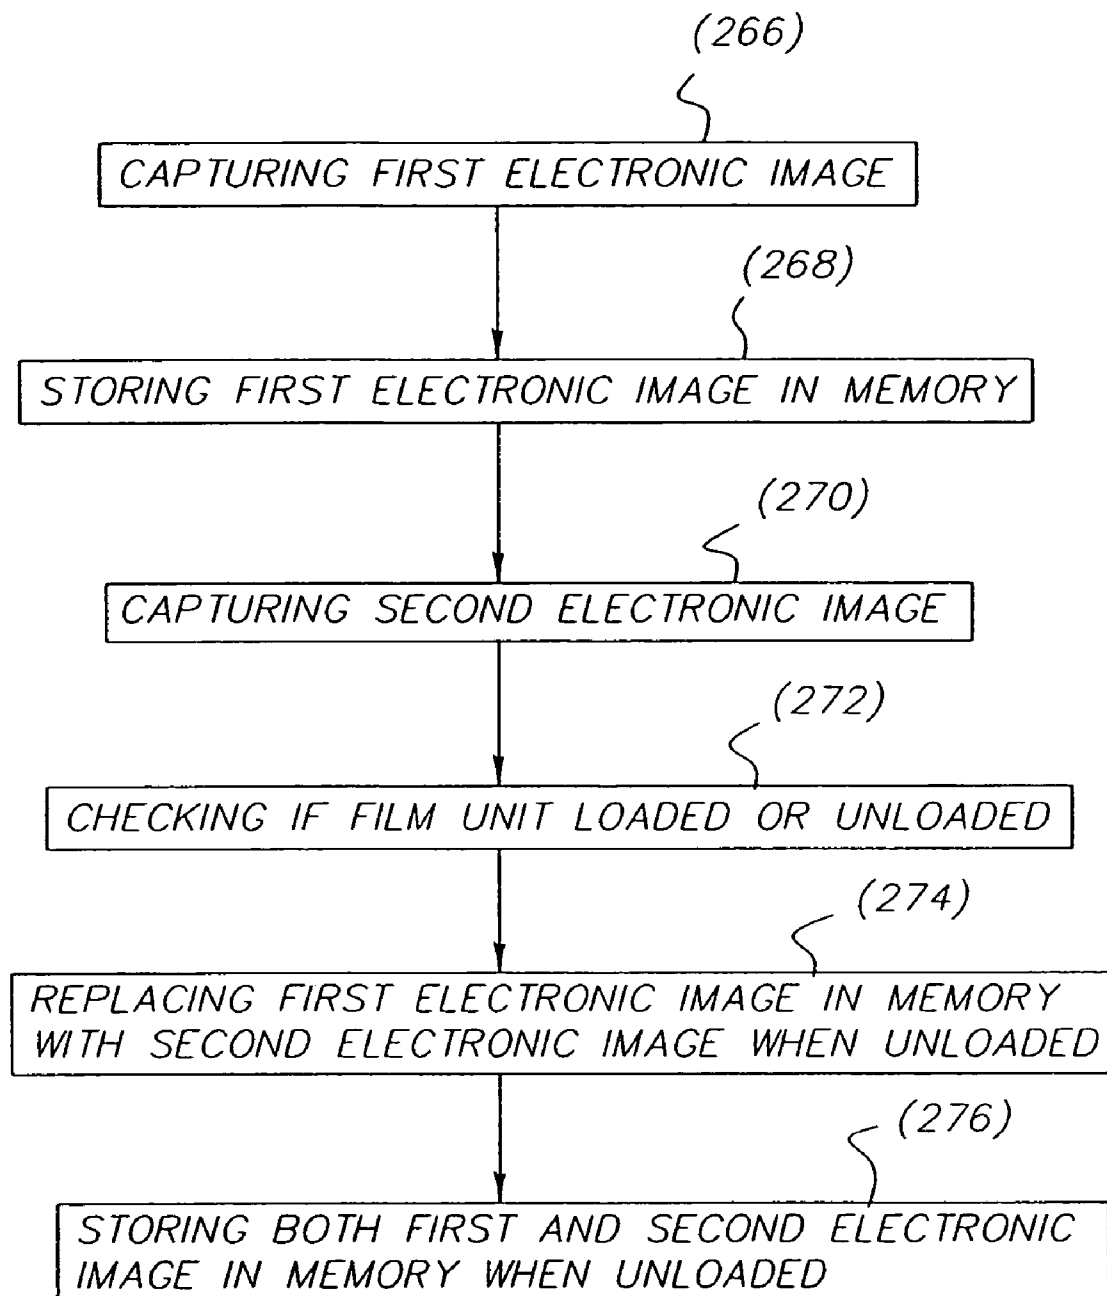 (266)
CAPTURING FIRST ELECTRONIC IMAGE
(268)
STORING FIRST ELECTRONIC IMAGE IN MEMORY
(270)
CAPTURING SECOND ELECTRONIC IMAGE
(272)
CHECKING IF FILM UNIT LOADED OR UNLOADED
(274)
REPLACING FIRST ELECTRONIC IMAGE IN MEMORY
WITH SECOND ELECTRONIC IMAGE WHEN UNLOADED
(276)
STORING BOTH FIRST AND SECOND ELECTRONIC
IMAGE IN MEMORY WHEN UNLOADED